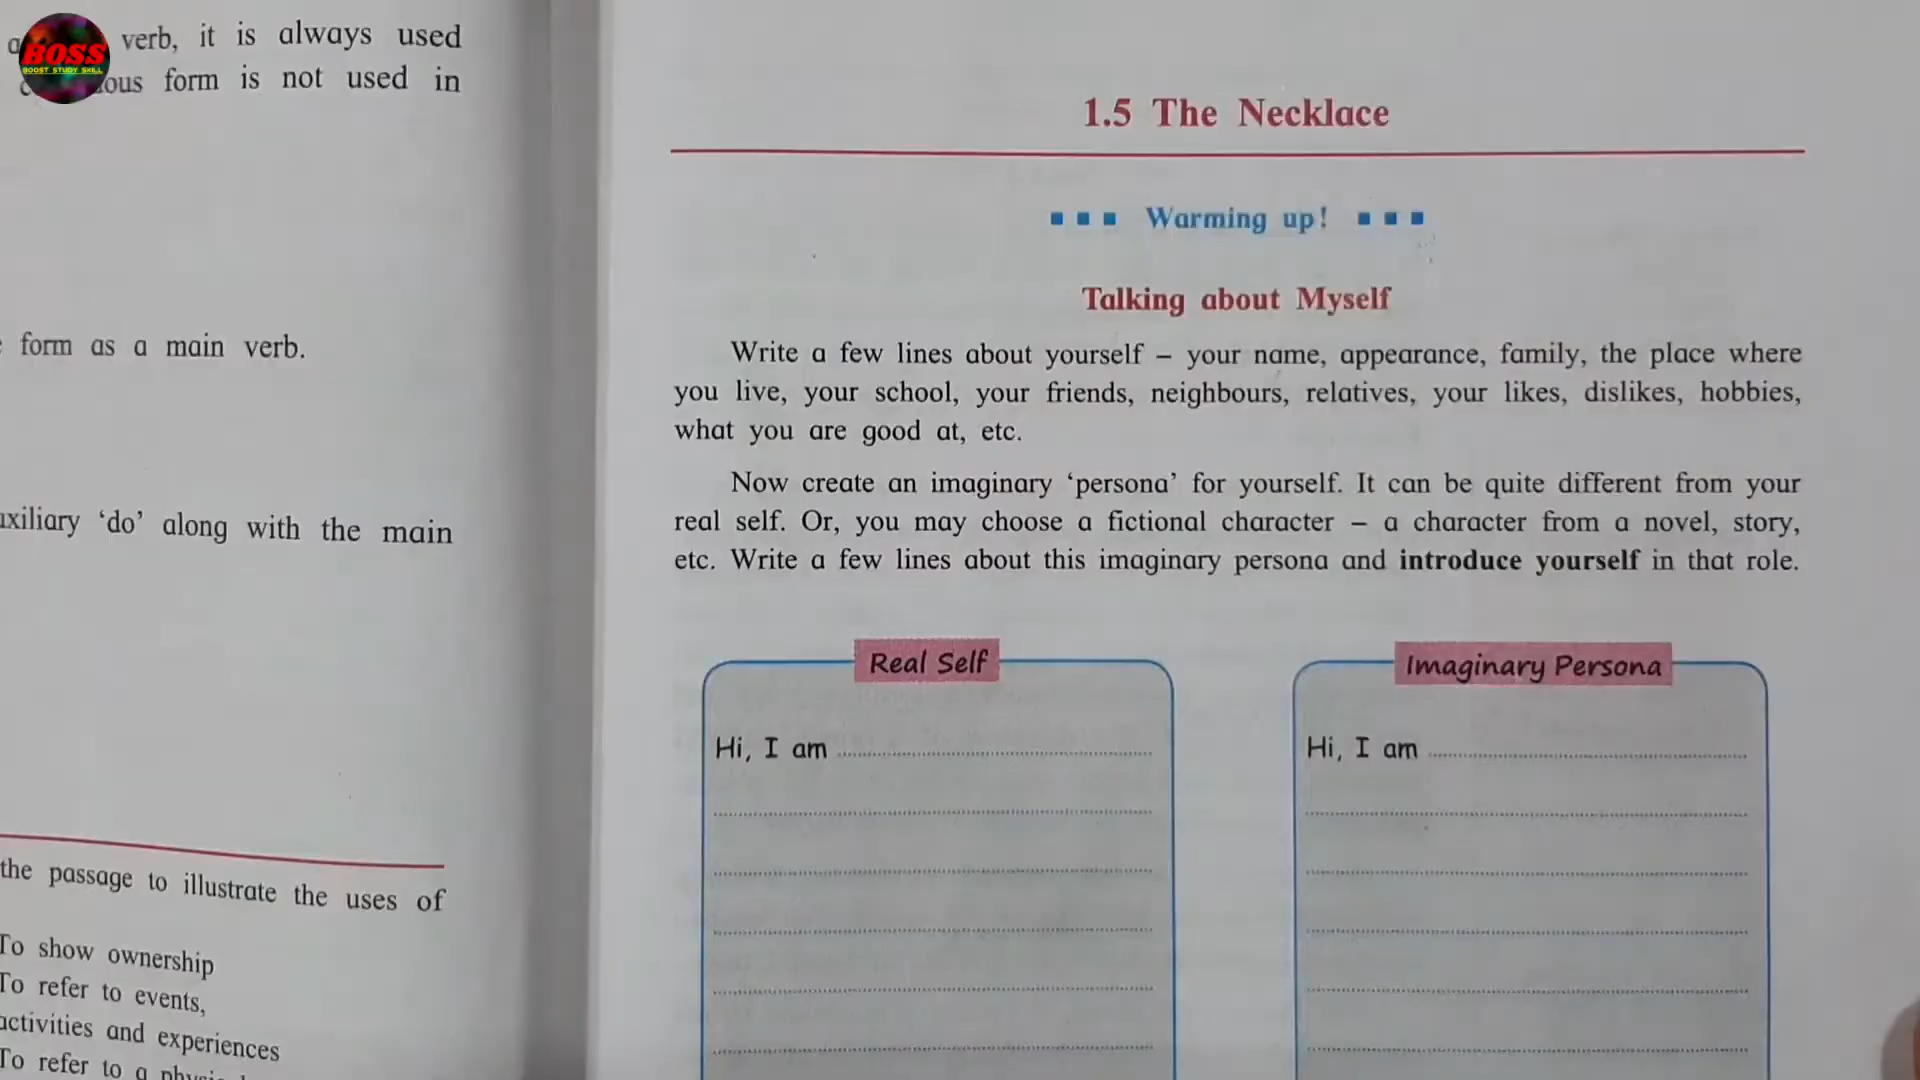 BOSS
BOOST STUDY SKILL
verb, it is always used
form is not used in
form as a main verb.
'do' along with the main
the passage to illustrate the uses of
To show ownership
To refer to events,
activities and experiences
To refer to a
1.5 The Necklace
Warming up!
Talking about Myself
Write a few lines about yourself – your name, appearance, family, the place where
you live, your school, your friends, neighbours, relatives, your likes, dislikes, hobbies,
what you are good at, etc.
Now create an imaginary 'persona' for yourself. It can be quite different from your
real self. Or, you may choose a fictional character – a character from a novel, story,
etc. Write a few lines about this imaginary persona and introduce yourself in that role.
Real Self
Hi, I am
Imaginary Persona
Hi, I am